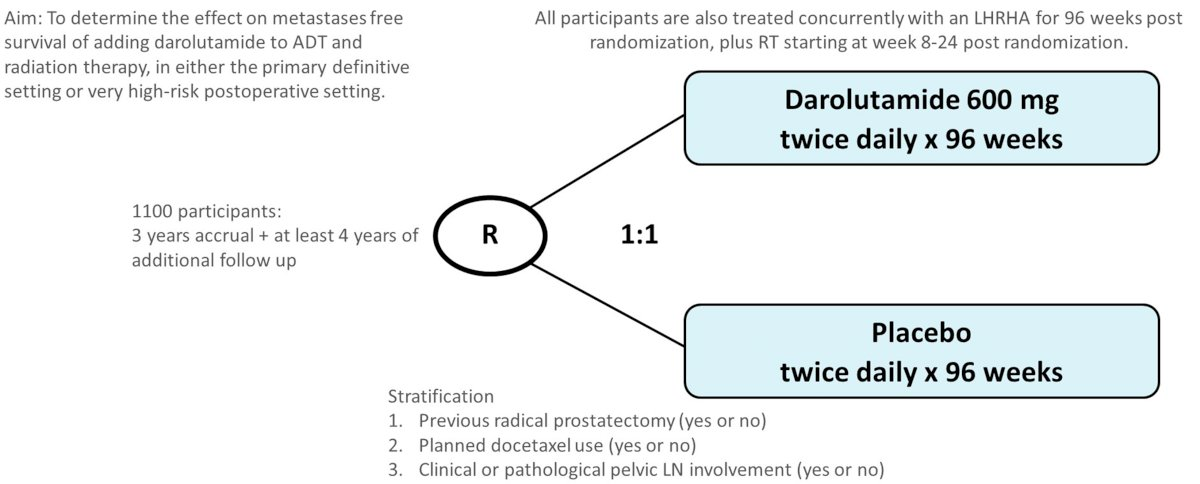 Aim: To determine the effect on metastases free
survival of adding darolutamide to ADT and
radiation therapy, in either the primary definitive
setting or very high-risk postoperative setting.
All participants are also treated concurrently with an LHRHA for 96 weeks post
randomization, plus RT starting at week 8-24 post randomization.
Darolutamide 600 mg
twice daily x 96 weeks
1100 participants:
3 years accrual + at least 4 years of
additional follow up
R
1:1
Placebo
twice daily x 96 weeks
Stratification
1. Previous radical prostatectomy (yes or no)
2. Planned docetaxel use (yes or no)
3. Clinical or pathological pelvic LN involvement (yes or no)